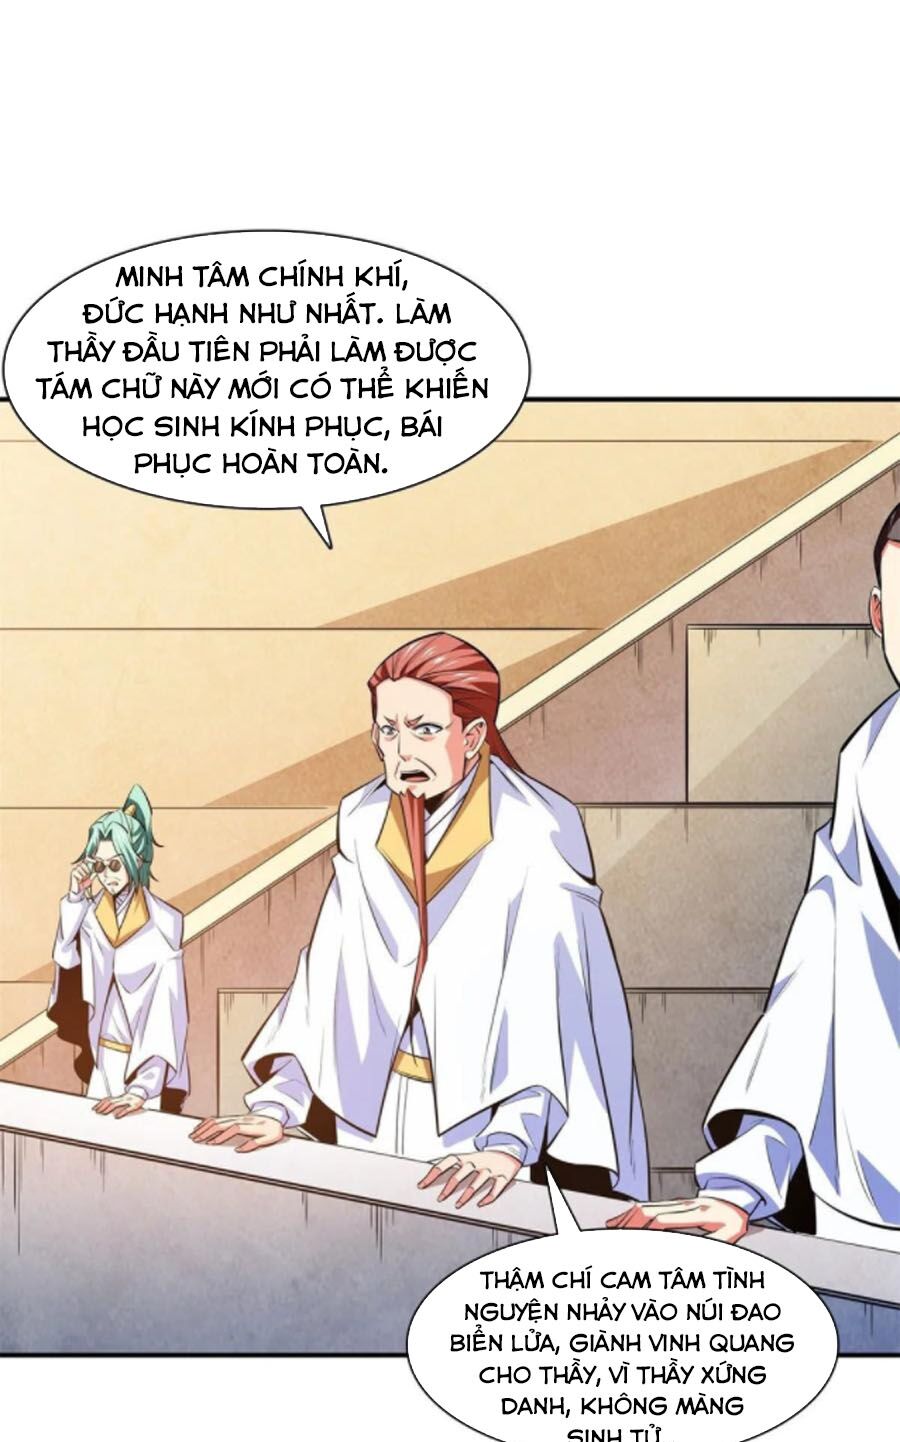 MINH TÂM CHÍNH KHÍ,
ĐỨC HẠNH NHƯ NHẤT. LÀM
THẦY ĐẦU TIÊN PHẢI LÀM ĐƯỢC
TÁM CHỮ NÀY MỚI CÓ THỂ KHIẾN
HỌC SINH KÍNH PHỤC, BÁI
PHỤC HOÀN TOÀN.
THẬM CHÍ CAM TÂM TÌNH
NGUYỆN NHẢY VÀO NÚI ĐAO
BIỂN LỬA, GIÀNH VINH QUANG
CHO THẦY, VÌ THẦY XỨNG
DANH, KHÔNG MÀNG
SINH TỬ...